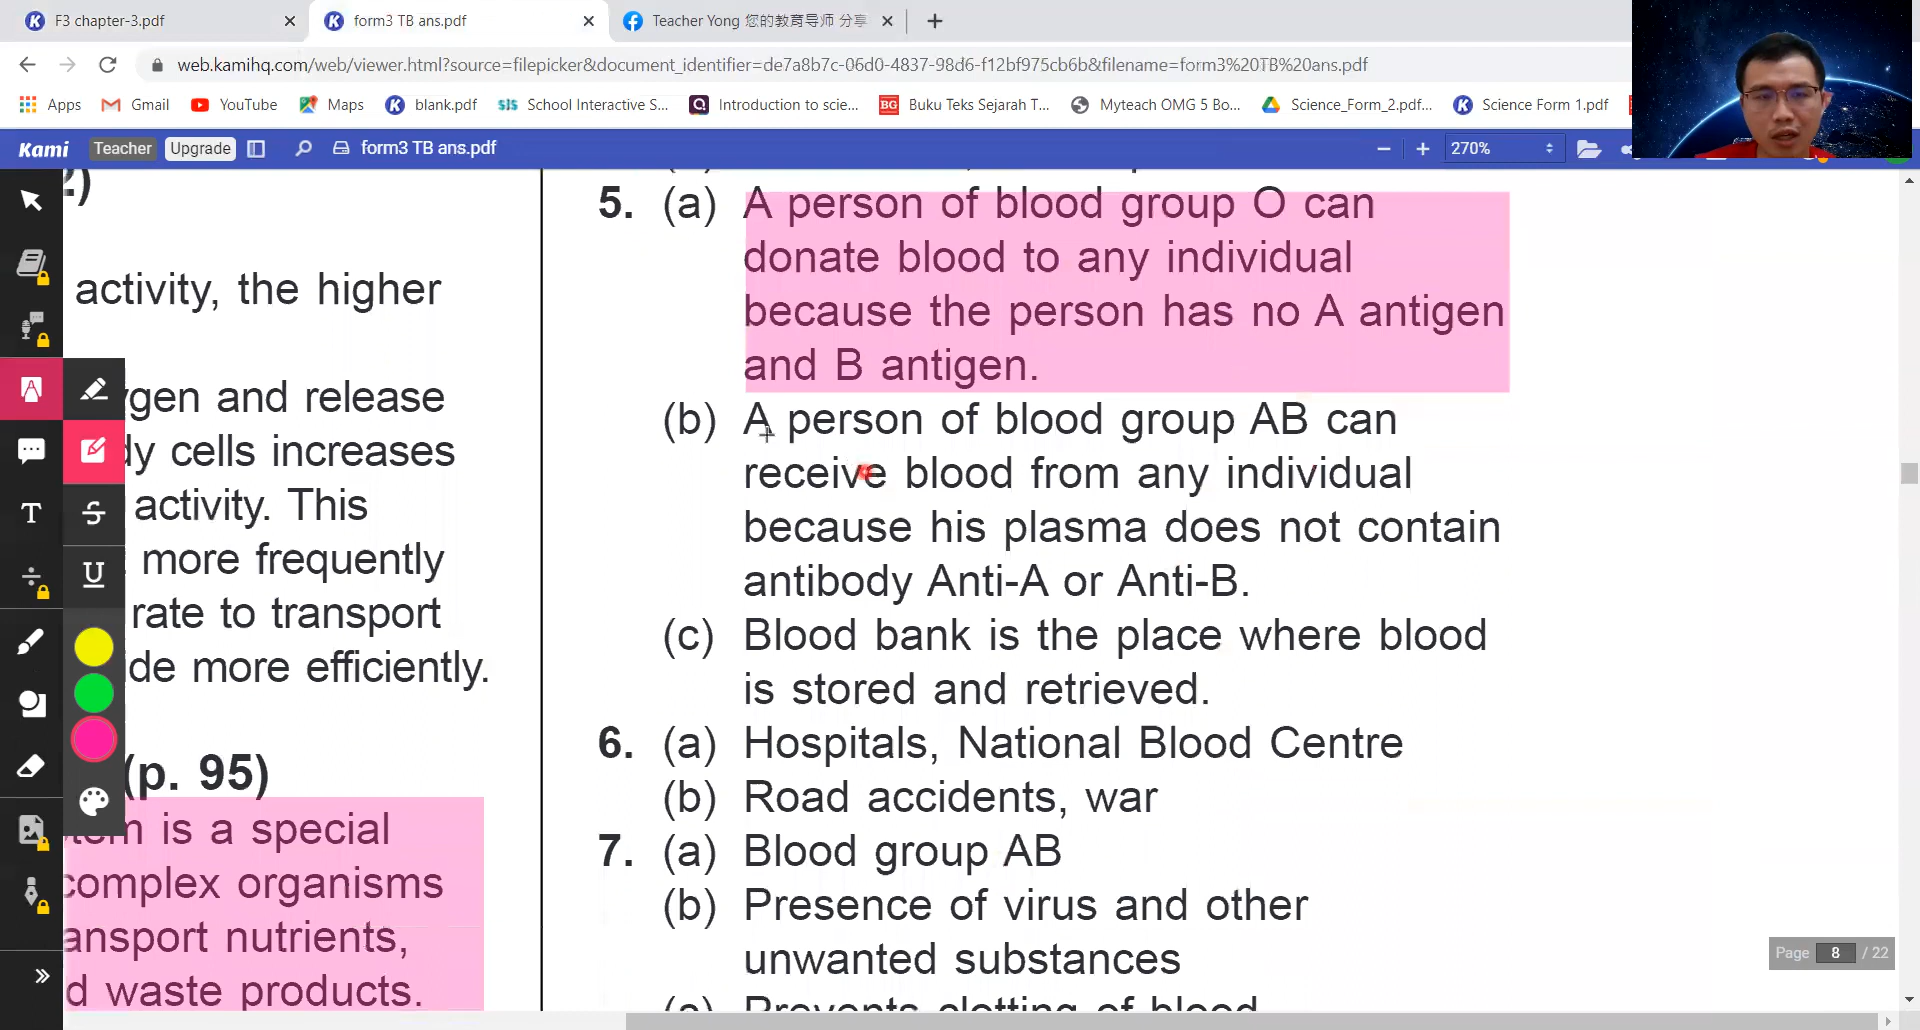 F3 chapter-3.pdf
form3 TB ans.pdf
Teacher Yong 您的教育导师 分享
web.kamihq.com/web/viewer.html?source=filepicker&document_identifier=de7a8b7c-06d0-4837-98d6-f12bf975cb6b&filename=form3%20TB%20ans.pdf
Apps
Gmail
YouTube
Maps
blank.pdf
School Interactive S...
Introduction to scie...
Buku Teks Sejarah T...
Myteach OMG 5 Bo...
Science_Form_2.pdf...
Science Form 1.pdf
Kami Teacher Upgrade form3 TB ans.pdf 270%
activity, the higher
gen and release
dy cells increases
activity. This
more frequently
rate to transport
de more efficiently.
(p. 95)
tem is a special
complex organisms
ansport nutrients,
d waste products.
5. (a) A person of blood group O can
donate blood to any individual
because the person has no A antigen
and B antigen.
(b) A person of blood group AB can
receive blood from any individual
because his plasma does not contain
antibody Anti-A or Anti-B.
(c) Blood bank is the place where blood
is stored and retrieved.
6. (a) Hospitals, National Blood Centre
(b) Road accidents, war
7. (a) Blood group AB
(b) Presence of virus and other
unwanted substances
Prevents clotting of blood
Page 8 / 22